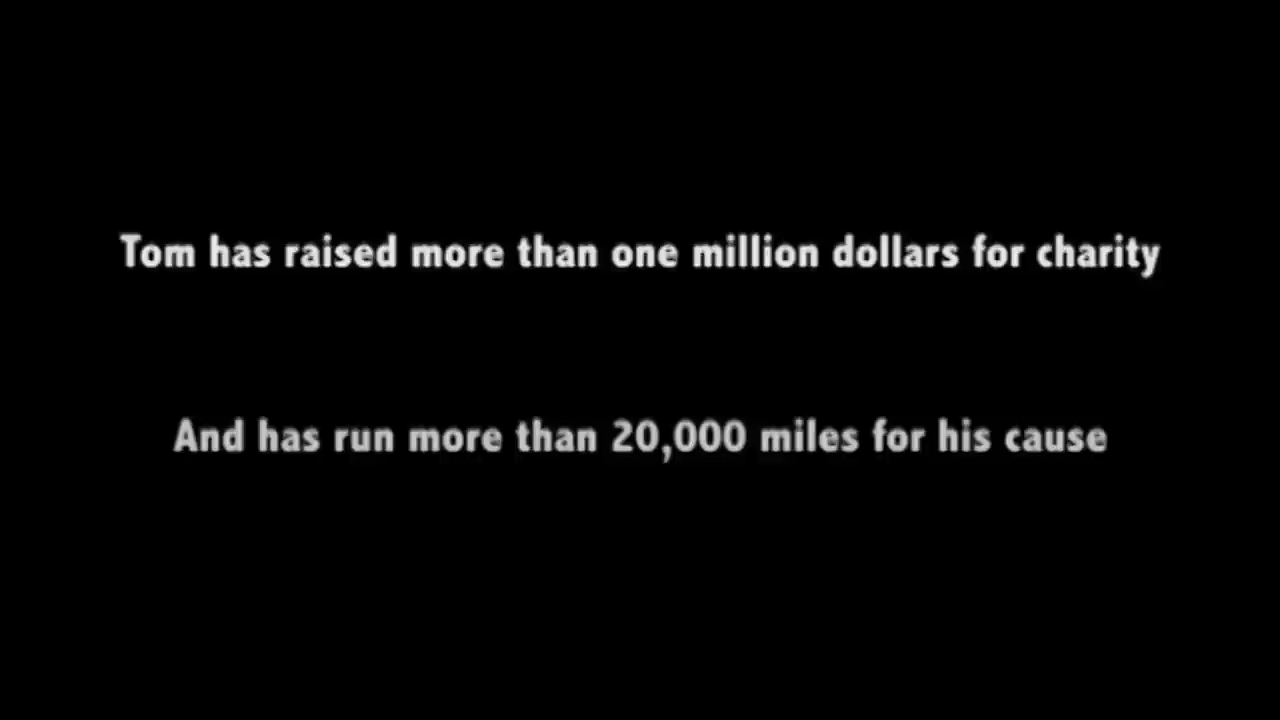 Tom has raised more than one million dollars for charity
And has run more than 20,000 miles for his cause